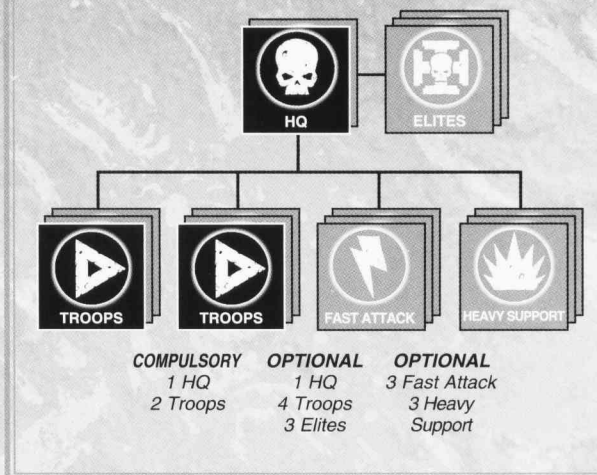 HQ
ELITES
TROOPS
TROOPS
FAST ATTACK
HEAVY SUPPORT
COMPULSORY
1 HQ
2 Troops
OPTIONAL
1 HQ
4 Troops
3 Elites
OPTIONAL
3 Fast Attack
3 Heavy
Support